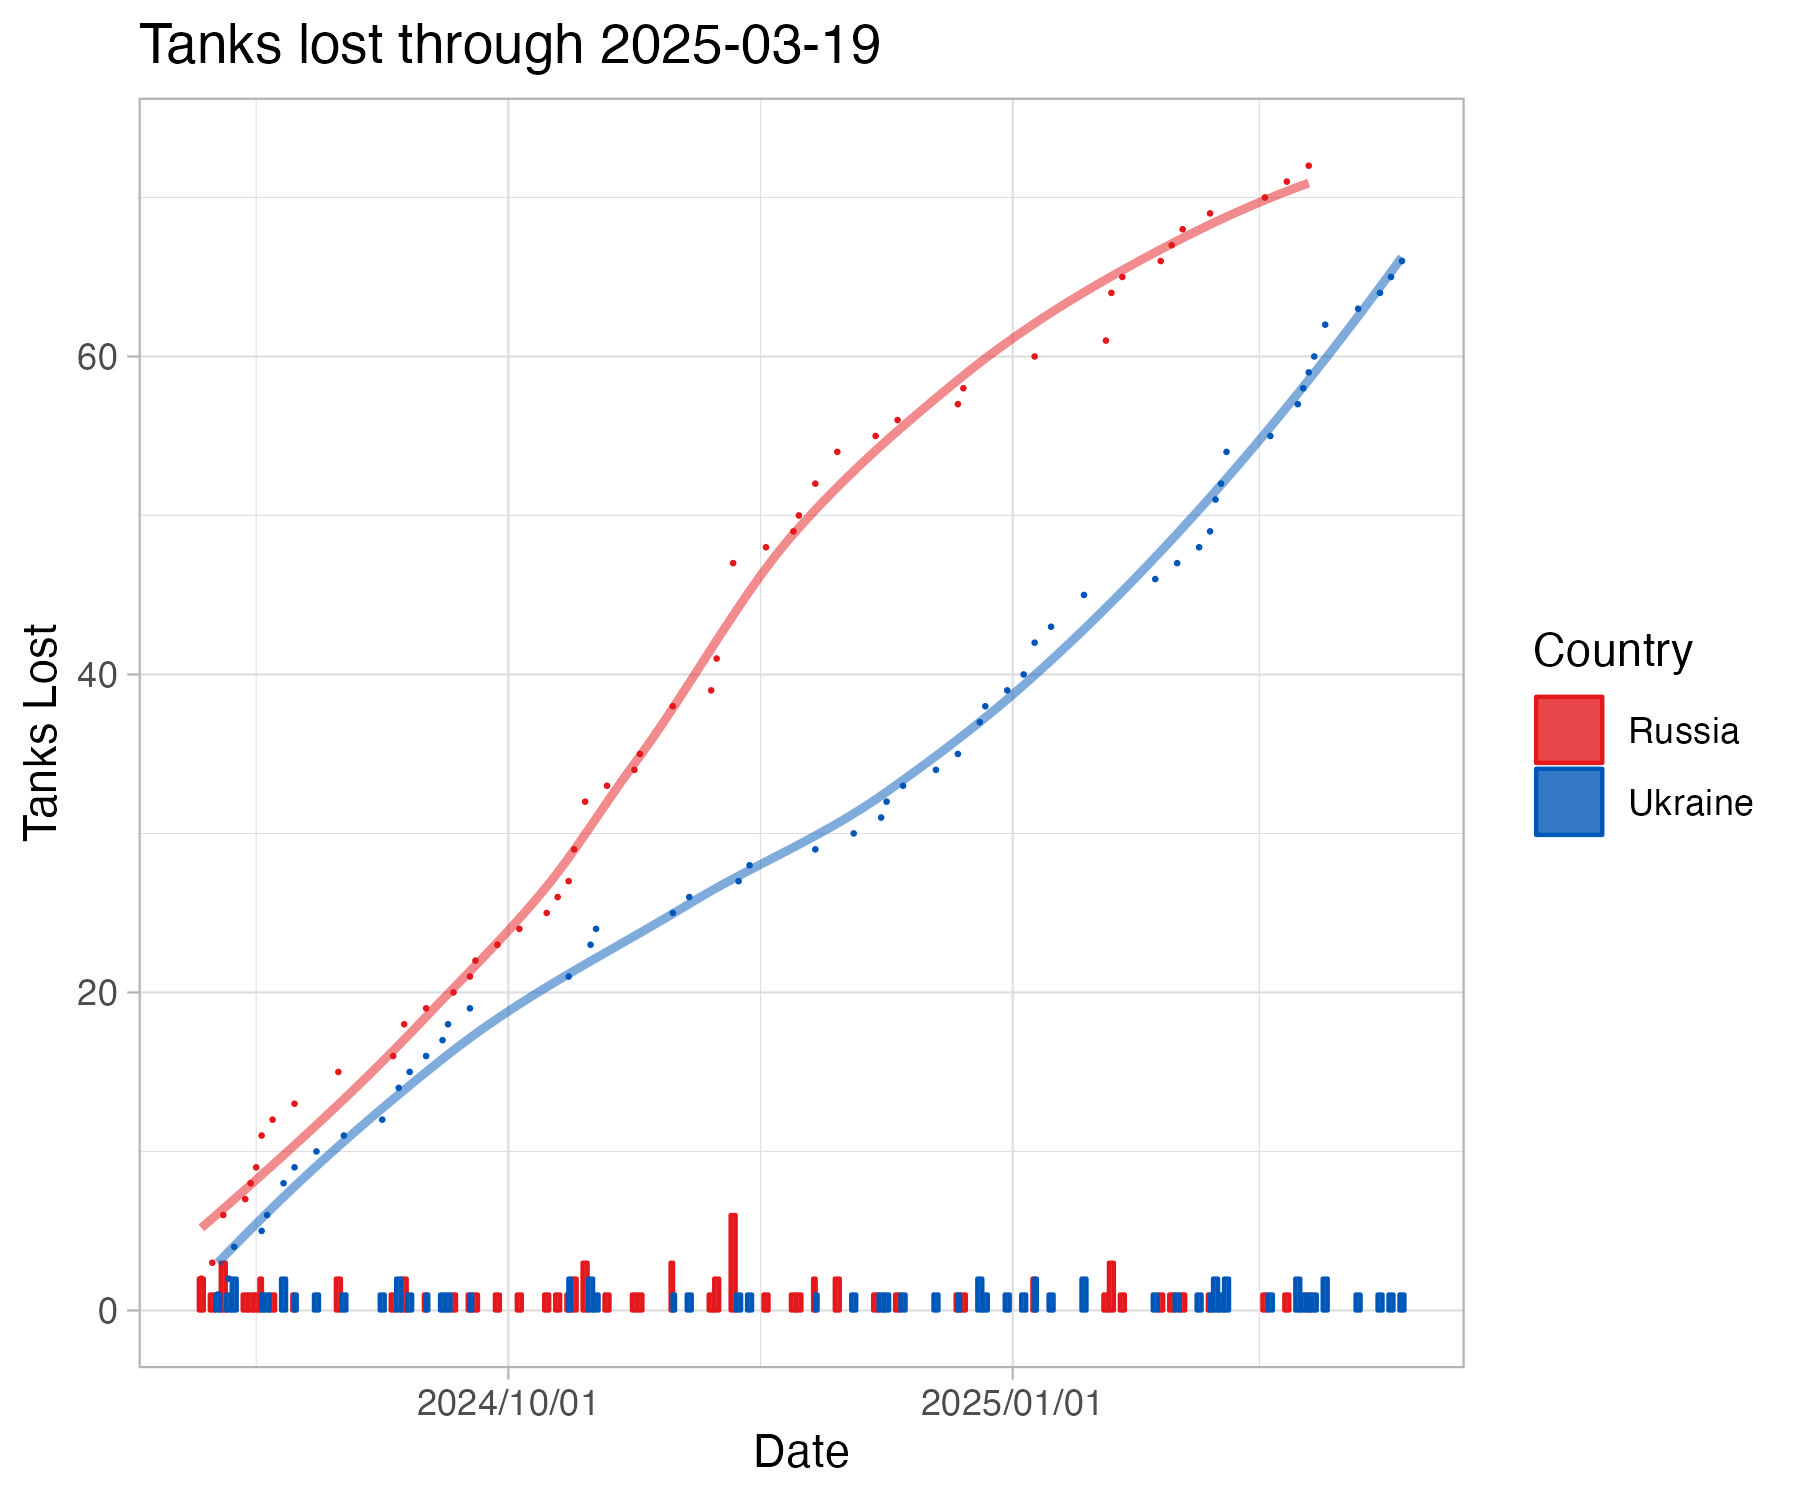 Tanks lost through 2025-03-19
Tanks Lost
60
40
20
0
2024/10/01
2025/01/01
Date
Country
Russia
Ukraine